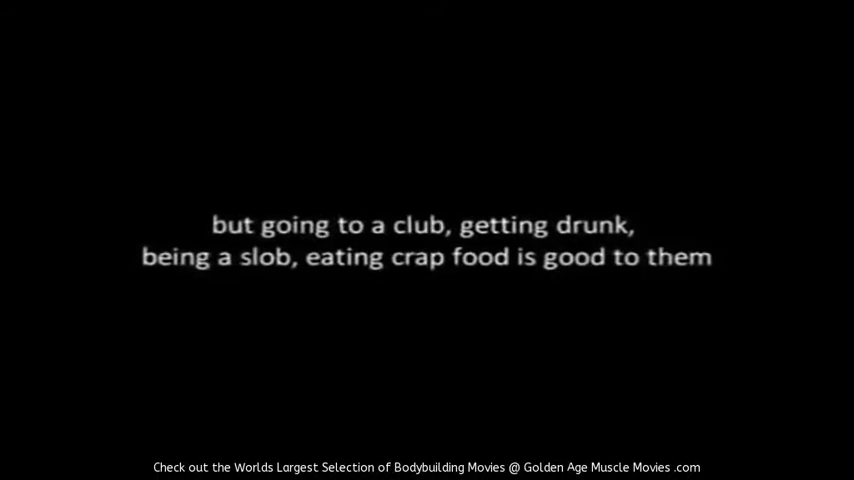 but going to a club, getting drunk,
being a slob, eating crap food is good to them
Check out the Worlds Largest Selection of Bodybuilding Movies @ Golden Age Muscle Movies .com